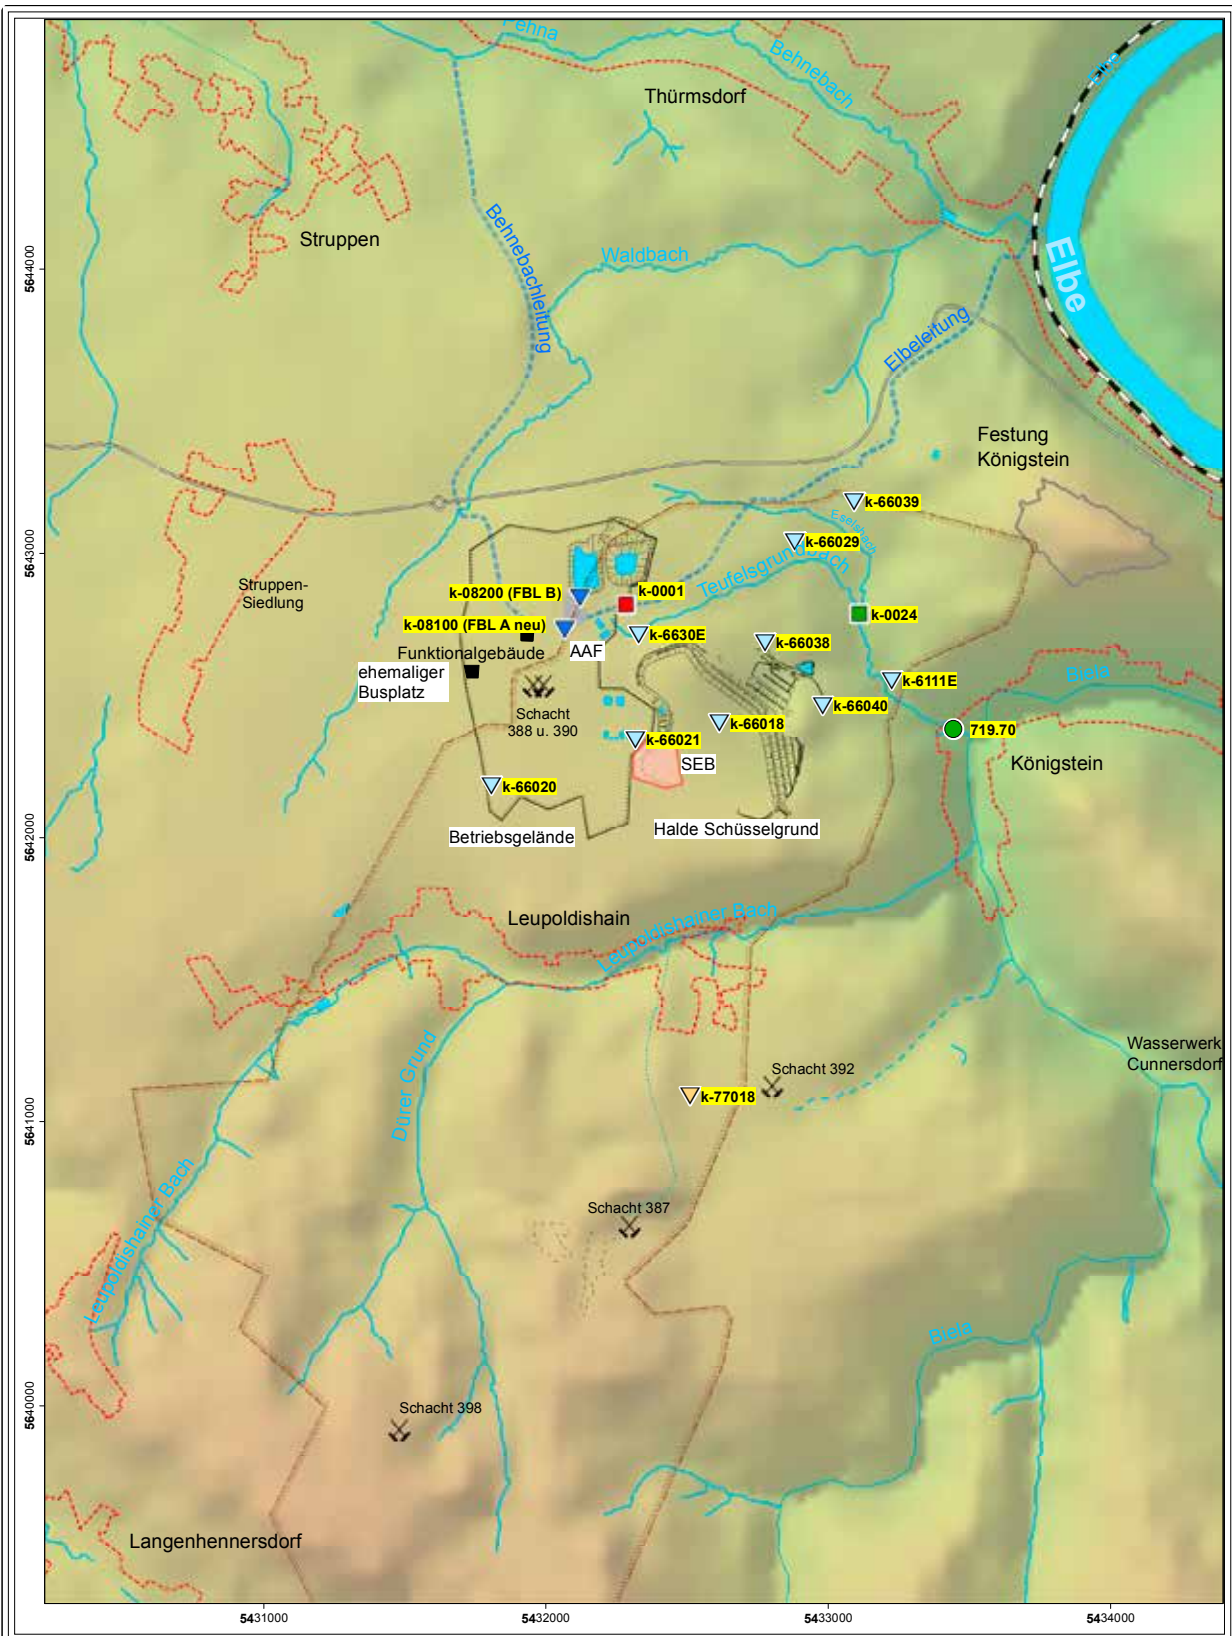 Pehna
Behnebach
Elbe
Thürmsdorf
Struppen
Behnebachleitung
Waldbach
Elbe
Elbeleitung
5644000
Festung
Königstein
k-66039
Eselsbach
k-66029
5643000
Teufelsgrundbach
Struppen-
Siedlung
k-08200 (FBL B)
k-0001
k-0024
k-08100 (FBL A neu)
k-6630E
k-66038
AAF
Funktionalgebäude
ehemaliger
Busplatz
k-6111E
Biela
k-66040
Schacht
388 u. 390
k-66018
719.70
k-66021
SEB
Königstein
k-66020
Betriebsgelände
Halde Schüsselgrund
5642000
Leupoldishain
Leupoldishainer Bach
Dürer Grund
Wasserwerk
Cunnersdorf
Schacht 392
k-77018
5641000
Leupoldishainer Bach
Schacht 387
Biela
Schacht 398
5640000
Langenhennersdorf
5431000
5432000
5433000
5434000